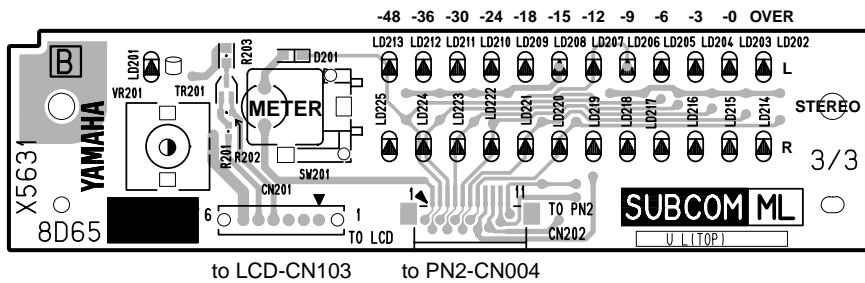 -48 -36 -30 -24 -18 -15 -12 -9 -6 -3 -0 OVER
LD213 LD212 LD211 LD210 LD209 LD208 LD207 LD206 LD205 LD204 LD203 LD202
B
LD201
R203
D201
L
VR201
TR201
METER
LD225 LD224 LD223 LD222 LD221 LD220 LD219 LD218 LD217 LD216 LD215 LD214
STEREO
YAMAHA
X5631
R201
R202
R
3/3
SW201
CN201
6
1
TO LCD
1
11
TO PN2
CN202
SUBCOM ML
8D65
U L(TOP)
to LCD-CN103
to PN2-CN004